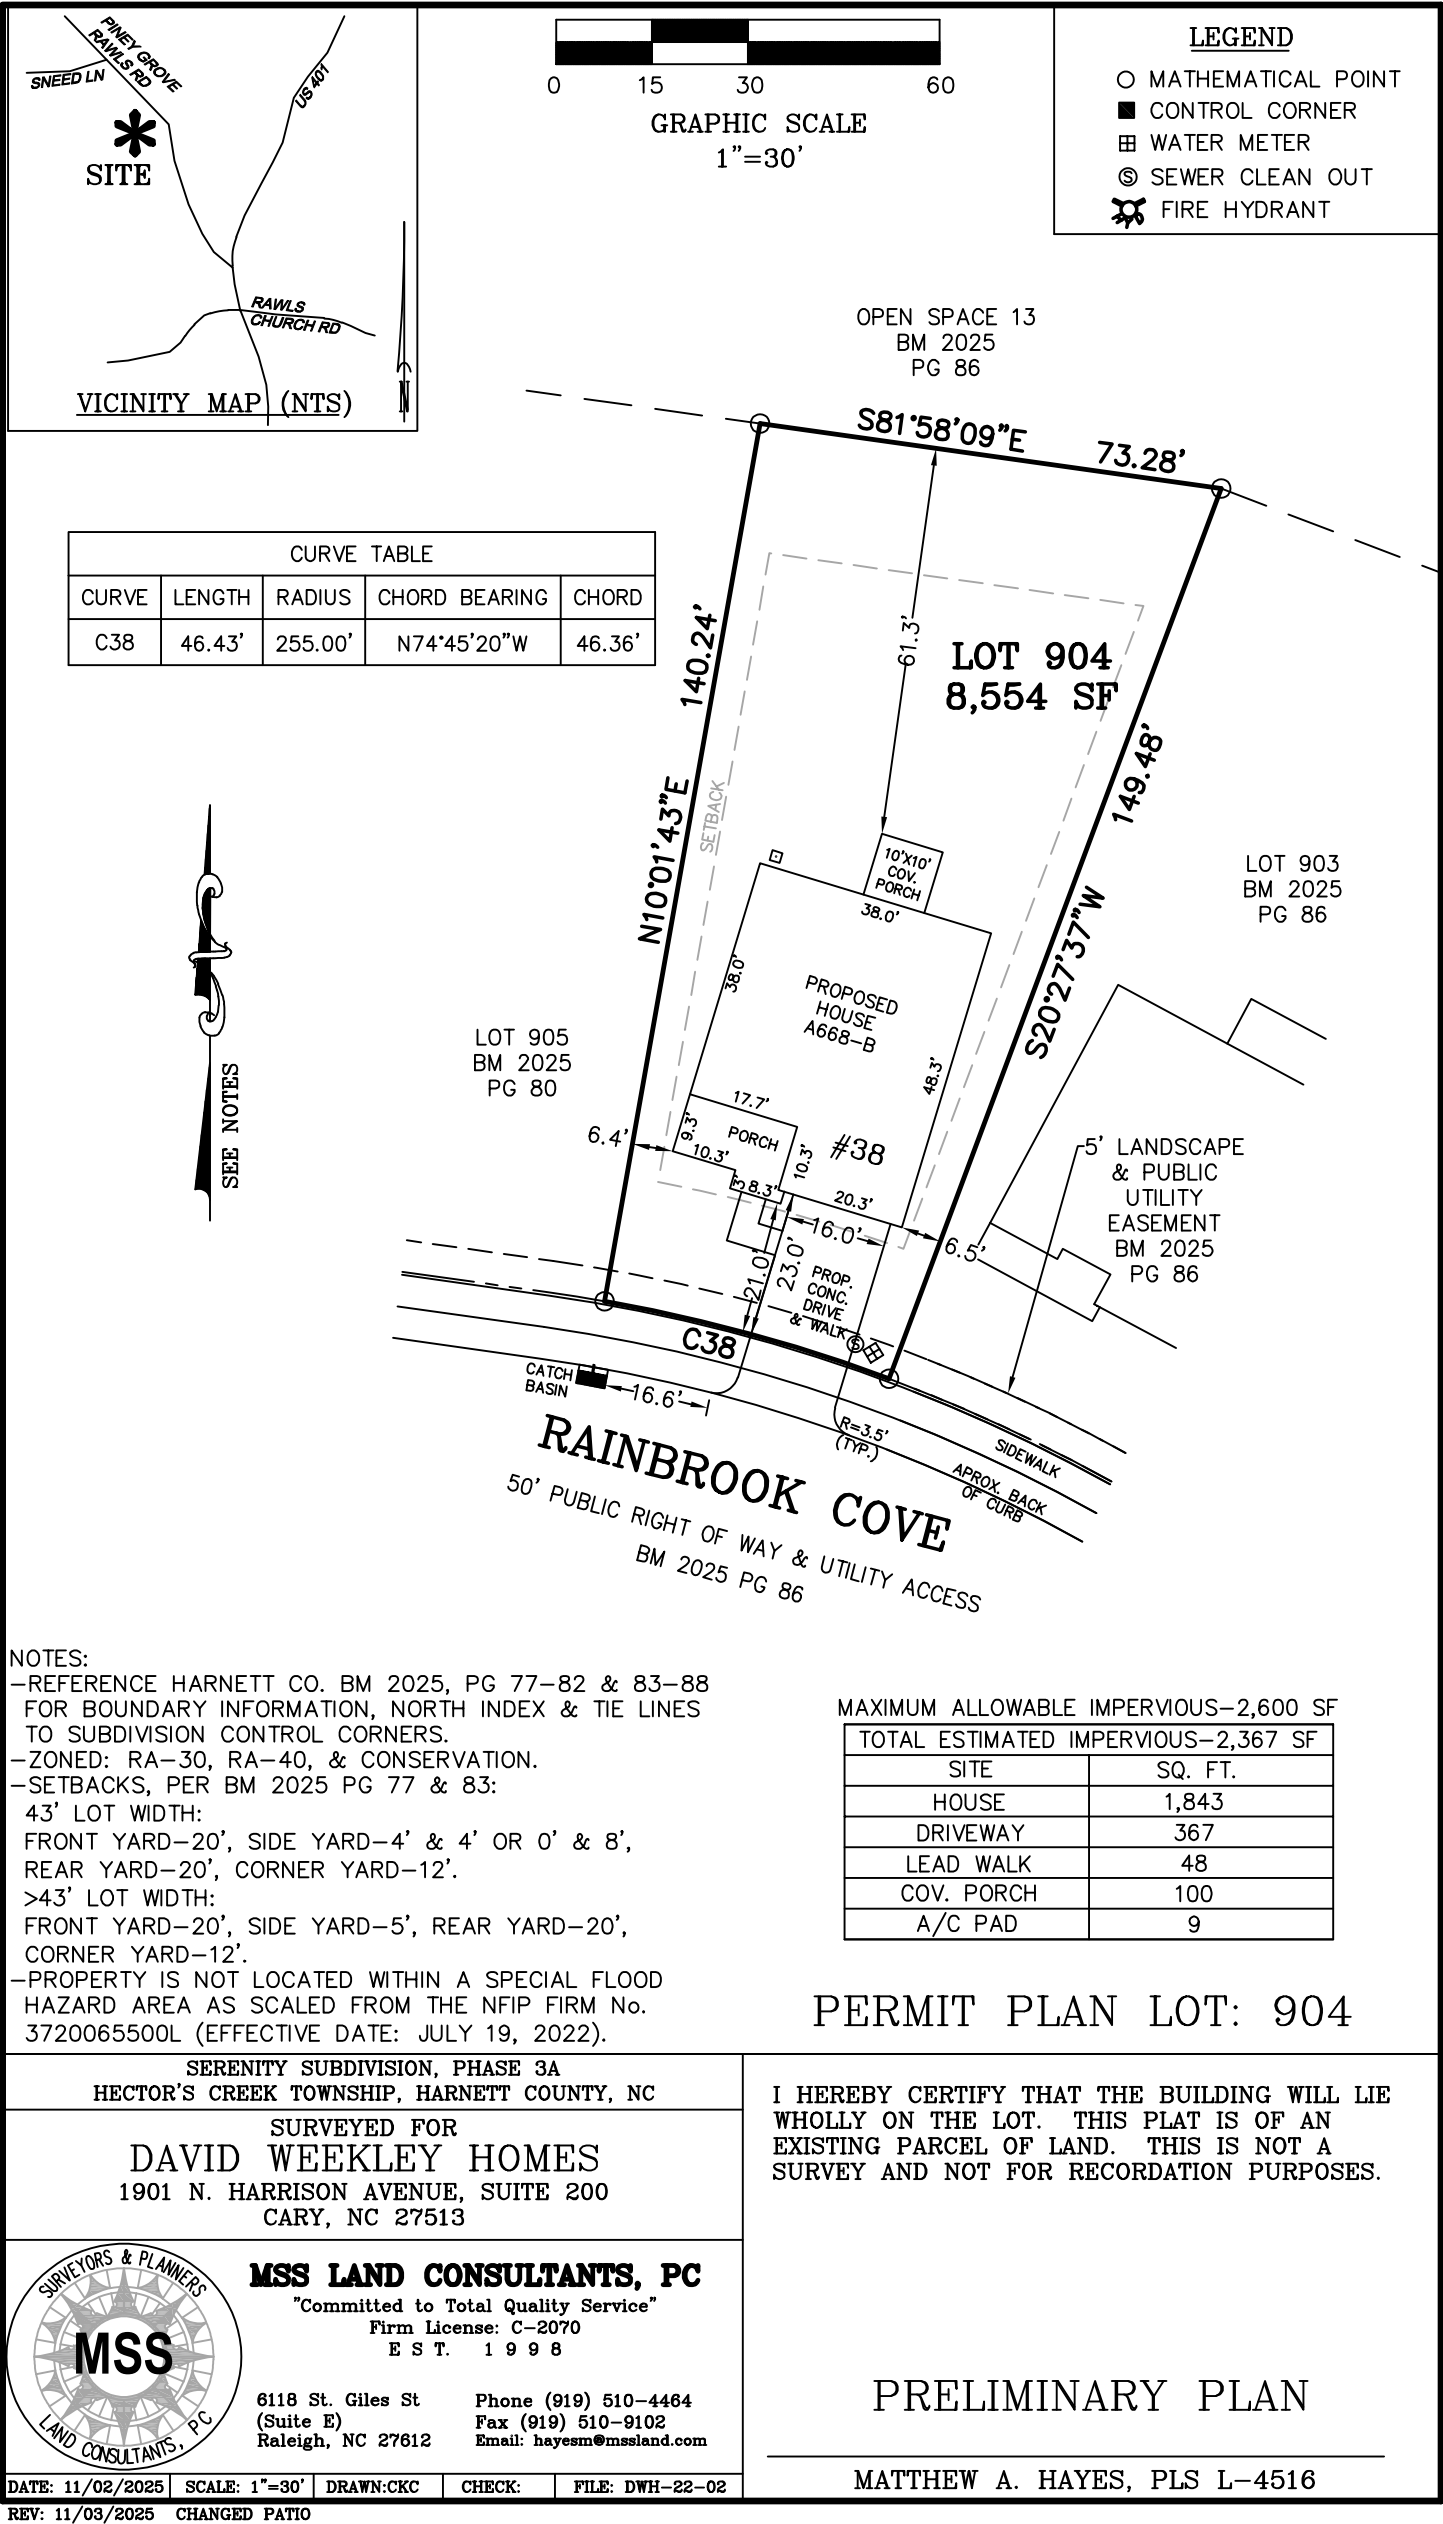 PINEY GROVE
RAWLS RD
SNEED LN
US 401
SITE
RAWLS
CHURCH RD
VICINITY MAP (NTS)
N
0 15 30 60
GRAPHIC SCALE
1"=30'
LEGEND
MATHEMATICAL POINT
CONTROL CORNER
WATER METER
S SEWER CLEAN OUT
FIRE HYDRANT
OPEN SPACE 13
BM 2025
PG 86
S81°58'09"E 73.28'
CURVE TABLE
CURVE LENGTH RADIUS CHORD BEARING CHORD
C38 46.43' 255.00' N74°45'20"W 46.36'
N10°01'43"E 140.24'
61.3'
LOT 904
8,554 SF
S20°27'37"W 149.48'
SETBACK
10'X10'
COV.
PORCH
38.0'
38.0'
PROPOSED
HOUSE
A668-B
48.3'
LOT 903
BM 2025
PG 86
LOT 905
BM 2025
PG 80
SEE NOTES
17.7'
9.3'
PORCH
10.3'
10.3'
#38
6.4'
3'
8.3'
20.3'
16.0'
6.5'
21.0'
23.0'
PROP.
CONC.
DRIVE
& WALK
S
5' LANDSCAPE
& PUBLIC
UTILITY
EASEMENT
BM 2025
PG 86
C38
CATCH
BASIN
16.6'
R=3.5'
(TYP.)
SIDEWALK
APROX. BACK
OF CURB
RAINBROOK COVE
50' PUBLIC RIGHT OF WAY & UTILITY ACCESS
BM 2025 PG 86
NOTES:
-REFERENCE HARNETT CO. BM 2025, PG 77-82 & 83-88
FOR BOUNDARY INFORMATION, NORTH INDEX & TIE LINES
TO SUBDIVISION CONTROL CORNERS.
-ZONED: RA-30, RA-40, & CONSERVATION.
-SETBACKS, PER BM 2025 PG 77 & 83:
43' LOT WIDTH:
FRONT YARD-20', SIDE YARD-4' & 4' OR 0' & 8',
REAR YARD-20', CORNER YARD-12'.
>43' LOT WIDTH:
FRONT YARD-20', SIDE YARD-5', REAR YARD-20',
CORNER YARD-12'.
-PROPERTY IS NOT LOCATED WITHIN A SPECIAL FLOOD
HAZARD AREA AS SCALED FROM THE NFIP FIRM No.
3720065500L (EFFECTIVE DATE: JULY 19, 2022).
MAXIMUM ALLOWABLE IMPERVIOUS-2,600 SF
TOTAL ESTIMATED IMPERVIOUS-2,367 SF
SITE SQ. FT.
HOUSE 1,843
DRIVEWAY 367
LEAD WALK 48
COV. PORCH 100
A/C PAD 9
PERMIT PLAN LOT: 904
SERENITY SUBDIVISION, PHASE 3A
HECTOR'S CREEK TOWNSHIP, HARNETT COUNTY, NC
SURVEYED FOR
DAVID WEEKLEY HOMES
1901 N. HARRISON AVENUE, SUITE 200
CARY, NC 27513
I HEREBY CERTIFY THAT THE BUILDING WILL LIE
WHOLLY ON THE LOT. THIS PLAT IS OF AN
EXISTING PARCEL OF LAND. THIS IS NOT A
SURVEY AND NOT FOR RECORDATION PURPOSES.
SURVEYORS & PLANNERS
MSS
LAND CONSULTANTS, PC
MSS LAND CONSULTANTS, PC
"Committed to Total Quality Service"
Firm License: C-2070
EST. 1998
6118 St. Giles St
(Suite E)
Raleigh, NC 27612
Phone (919) 510-4464
Fax (919) 510-9102
Email: hayesm@mssland.com
PRELIMINARY PLAN
MATTHEW A. HAYES, PLS L-4516
DATE: 11/02/2025 SCALE: 1"=30' DRAWN:CKC CHECK: FILE: DWH-22-02
REV: 11/03/2025 CHANGED PATIO